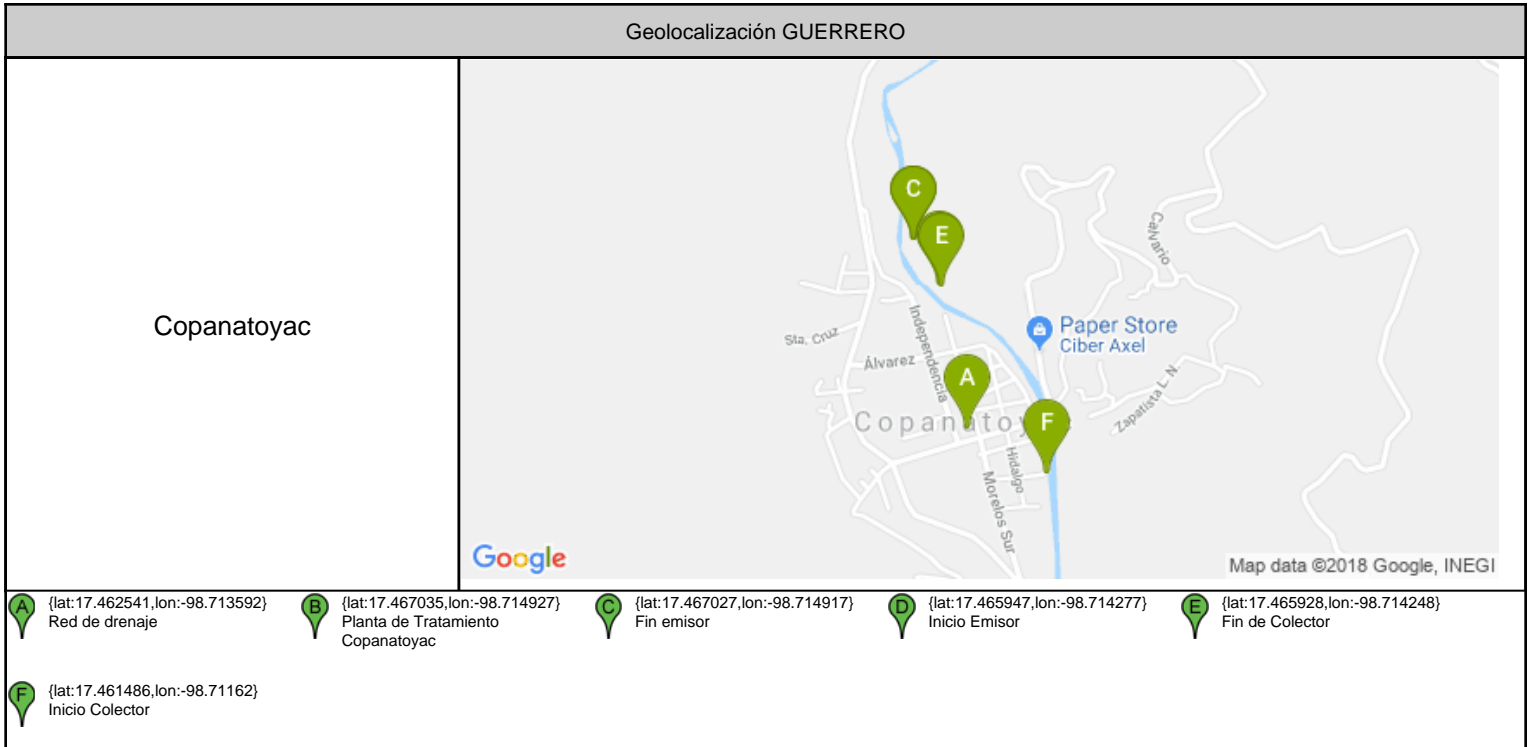 Geolocalización GUERRERO
Copanatoyac
C
E
Calvario
Paper Store
Ciber Axel
Sta. Cruz
Independencia
Álvarez
A
Zapatista L. N.
Copanatoy
F
Hidalgo
Morelos Sur
Google
Map data ©2018 Google, INEGI
A {lat:17.462541,lon:-98.713592}
Red de drenaje
B {lat:17.467035,lon:-98.714927}
Planta de Tratamiento
Copanatoyac
C {lat:17.467027,lon:-98.714917}
Fin emisor
D {lat:17.465947,lon:-98.714277}
Inicio Emisor
E {lat:17.465928,lon:-98.714248}
Fin de Colector
F {lat:17.461486,lon:-98.71162}
Inicio Colector